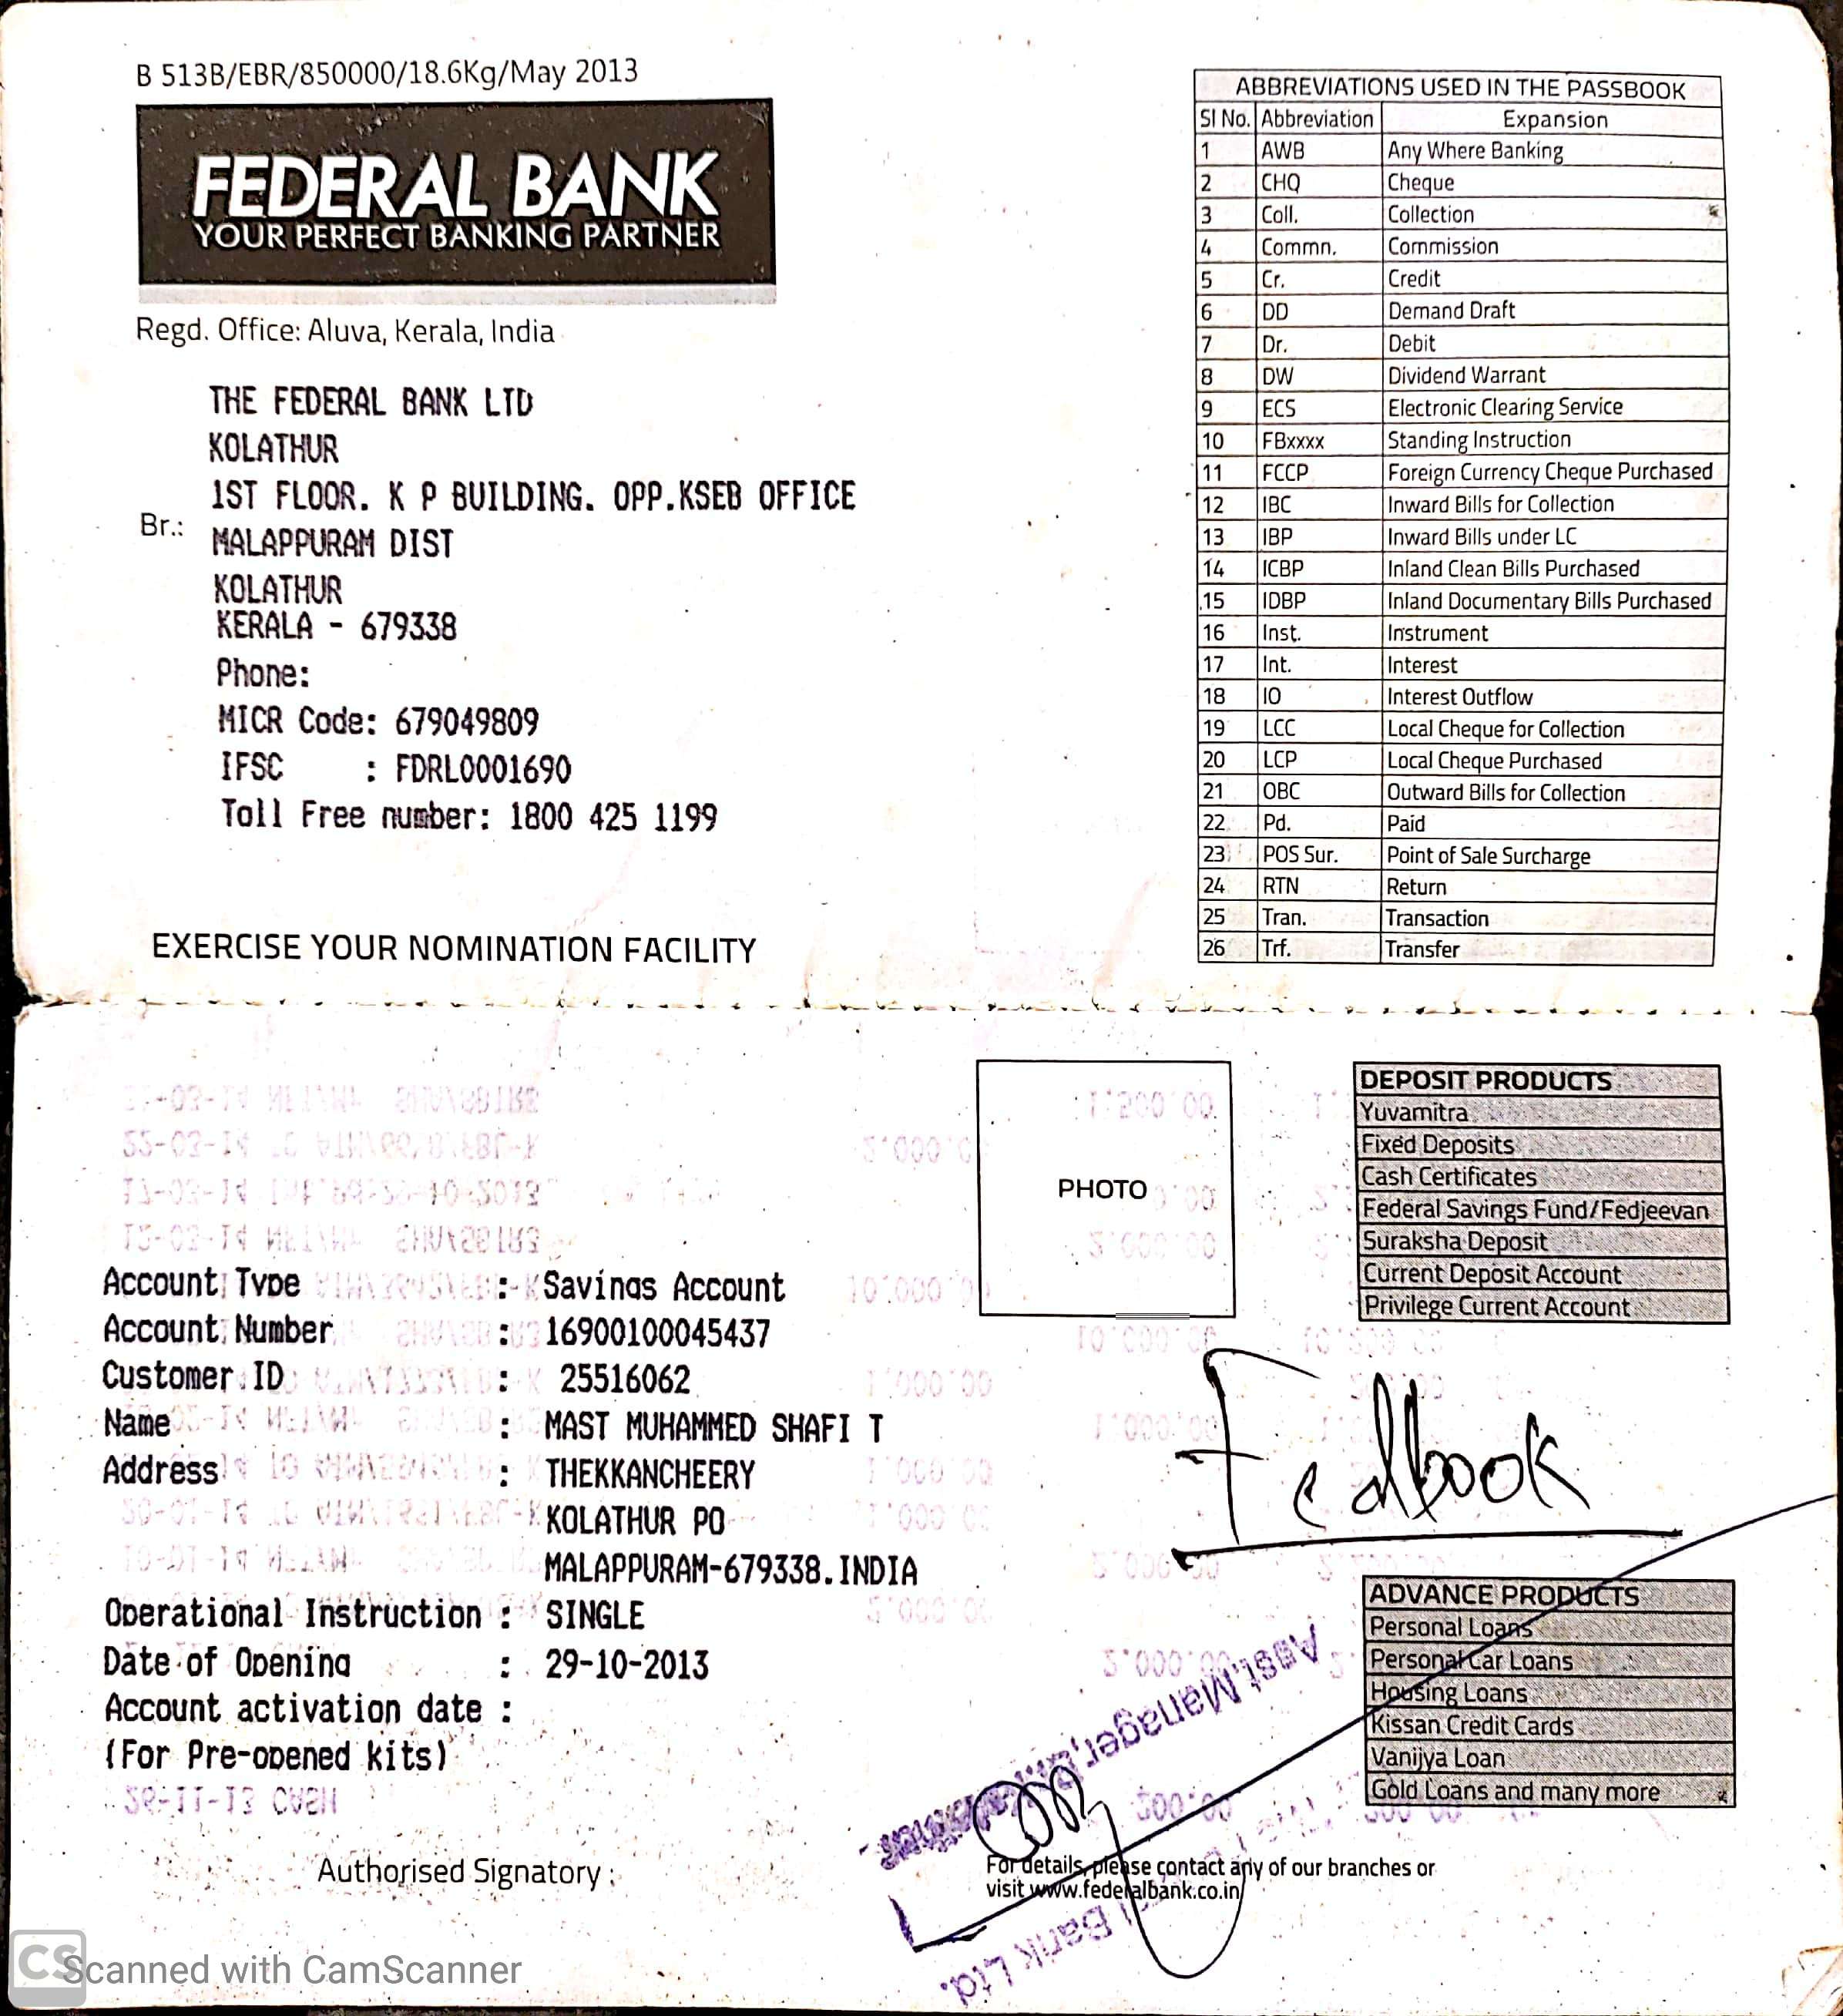 B 513B/EBR/850000/18.6Kg/May 2013
FEDERAL BANK
YOUR PERFECT BANKING PARTNER
Regd. Office: Aluva, Kerala, India
THE FEDERAL BANK LTD
KOLATHUR
1ST FLOOR. K P BUILDING. OPP.KSEB OFFICE
Br.: MALAPPURAM DIST
KOLATHUR
KERALA - 679338
Phone:
MICR Code: 679049809
IFSC : FDRL0001690
Toll Free number: 1800 425 1199
EXERCISE YOUR NOMINATION FACILITY
ABBREVIATIONS USED IN THE PASSBOOK
Sl No. Abbreviation Expansion
1 AWB Any Where Banking
2 CHQ Cheque
3 Coll. Collection
4 Commn. Commission
5 Cr. Credit
6 DD Demand Draft
7 Dr. Debit
8 DW Dividend Warrant
9 ECS Electronic Clearing Service
10 FBxxxx Standing Instruction
11 FCCP Foreign Currency Cheque Purchased
12 IBC Inward Bills for Collection
13 IBP Inward Bills under LC
14 ICBP Inland Clean Bills Purchased
15 IDBP Inland Documentary Bills Purchased
16 Inst. Instrument
17 Int. Interest
18 IO Interest Outflow
19 LCC Local Cheque for Collection
20 LCP Local Cheque Purchased
21 OBC Outward Bills for Collection
22 Pd. Paid
23 POS Sur. Point of Sale Surcharge
24 RTN Return
25 Tran. Transaction
26 Trf. Transfer
PHOTO
DEPOSIT PRODUCTS
Yuvamitra
Fixed Deposits
Cash Certificates
Federal Savings Fund/Fedjeevan
Suraksha Deposit
Current Deposit Account
Privilege Current Account
Account Type : Savings Account
Account Number : 16900100045437
Customer ID : 25516062
Name : MAST MUHAMMED SHAFI T
Address : THEKKANCHEERY
KOLATHUR PO
MALAPPURAM-679338.INDIA
Operational Instruction : SINGLE
Date of Opening : 29-10-2013
Account activation date :
(For Pre-opened kits)
Authorised Signatory :
Fedbook
ADVANCE PRODUCTS
Personal Loans
Personal Car Loans
Housing Loans
Kissan Credit Cards
Vanijya Loan
Gold Loans and many more
Asst.Manager,
Bank Ltd.
For details, please contact any of our branches or
visit www.federalbank.co.in
CS Scanned with CamScanner